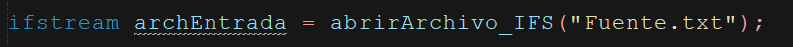 ifstream archEntrada = abrirArchivo_IFS("Fuente.txt");